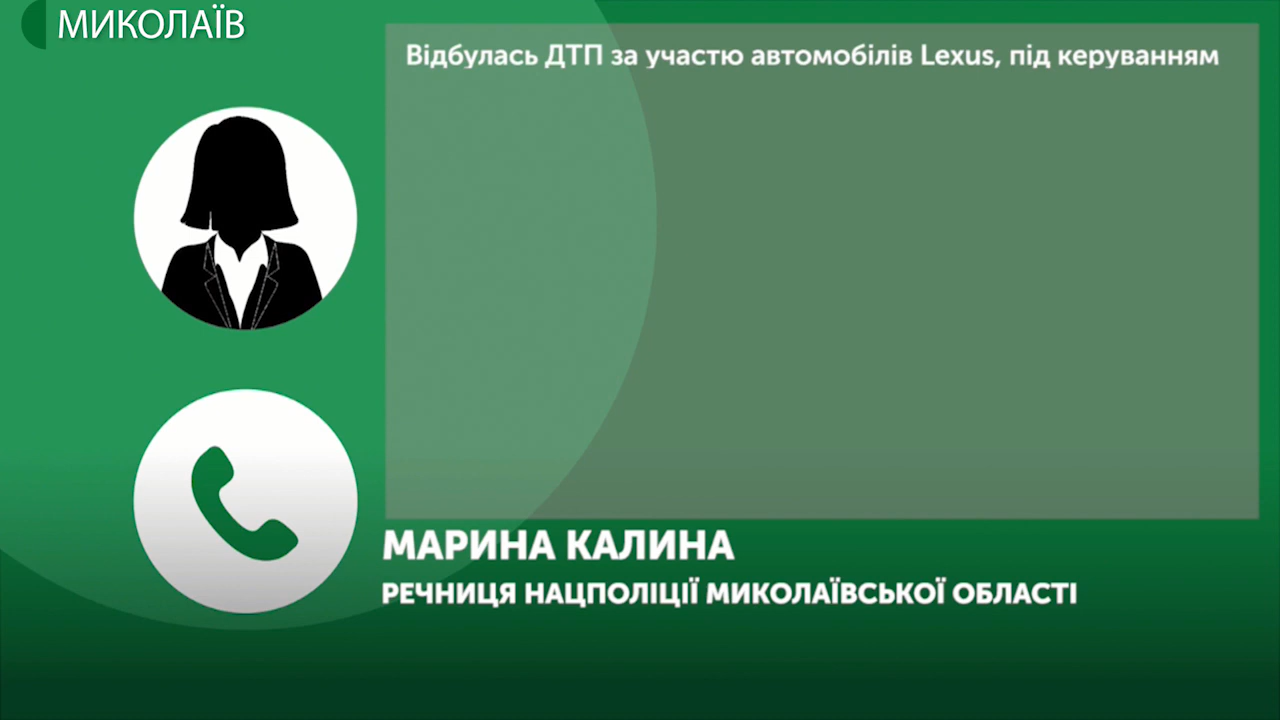 МИКОЛАЇВ
Відбулась ДТП за участю автомобілів Lexus, під керуванням
МАРИНА КАЛИНА
РЕЧНИЦЯ НАЦПОЛІЦІЇ МИКОЛАЇВСЬКОЇ ОБЛАСТІ